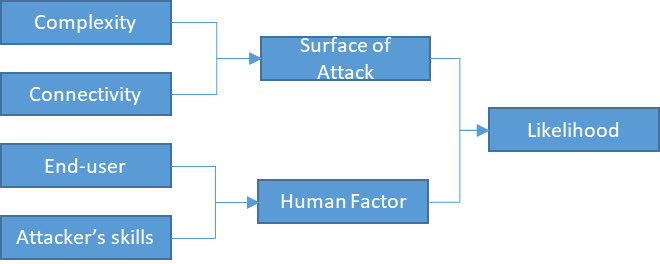 Complexity
Connectivity
End-user
Attacker's skills
Surface of
Attack
Human Factor
Likelihood